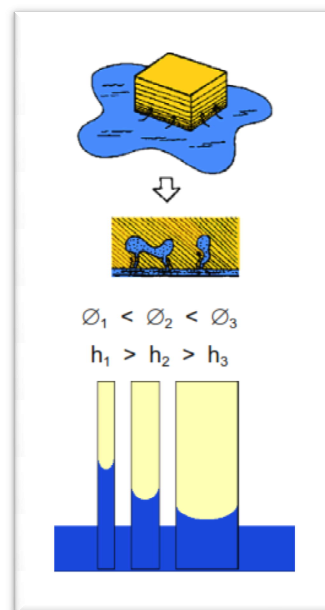 ∅₁ < ∅₂ < ∅₃
h₁ > h₂ > h₃